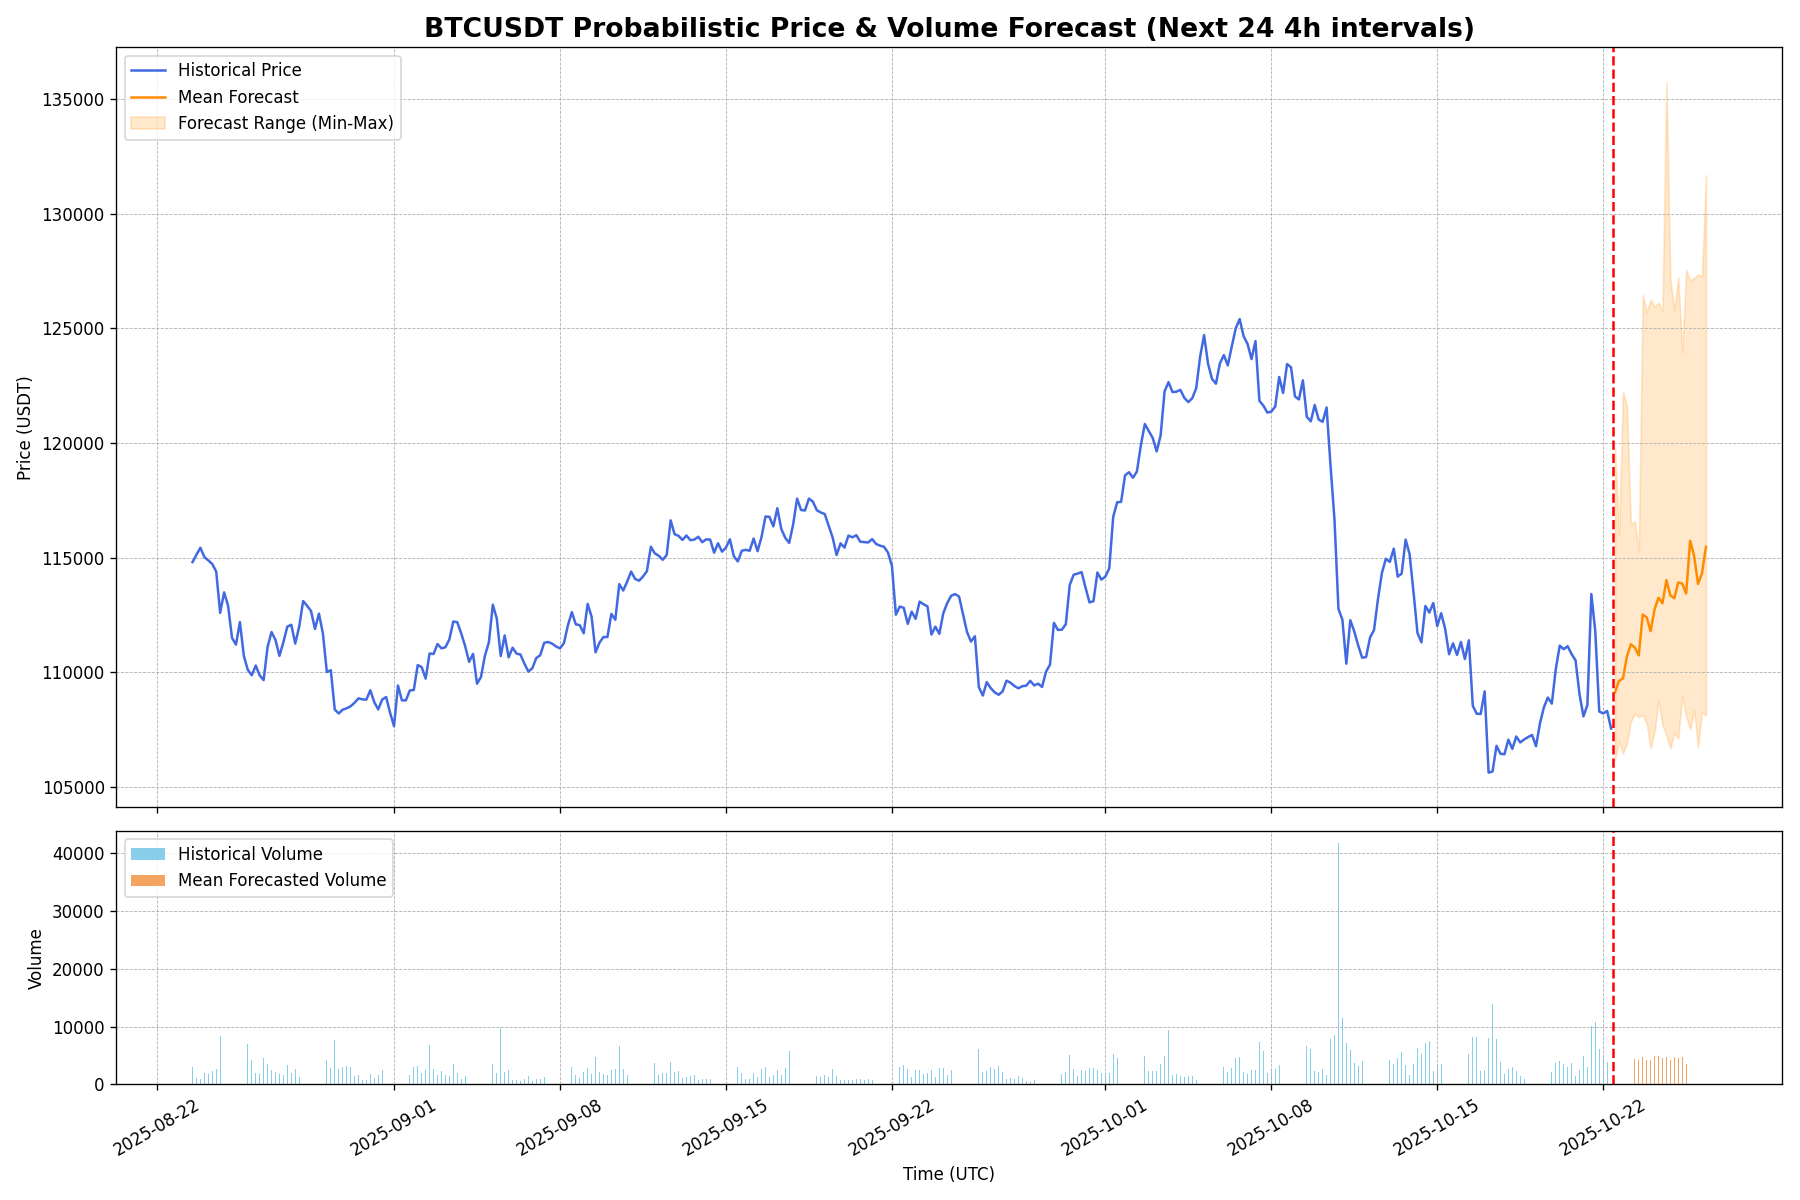 BTCUSDT Probabilistic Price & Volume Forecast (Next 24 4h intervals)
Historical Price
Mean Forecast
Forecast Range (Min-Max)
Price (USDT)
135000
130000
125000
120000
115000
110000
105000
Historical Volume
Mean Forecasted Volume
Volume
40000
30000
20000
10000
0
2025-08-22
2025-09-01
2025-09-08
2025-09-15
2025-09-22
2025-10-01
2025-10-08
2025-10-15
2025-10-22
Time (UTC)